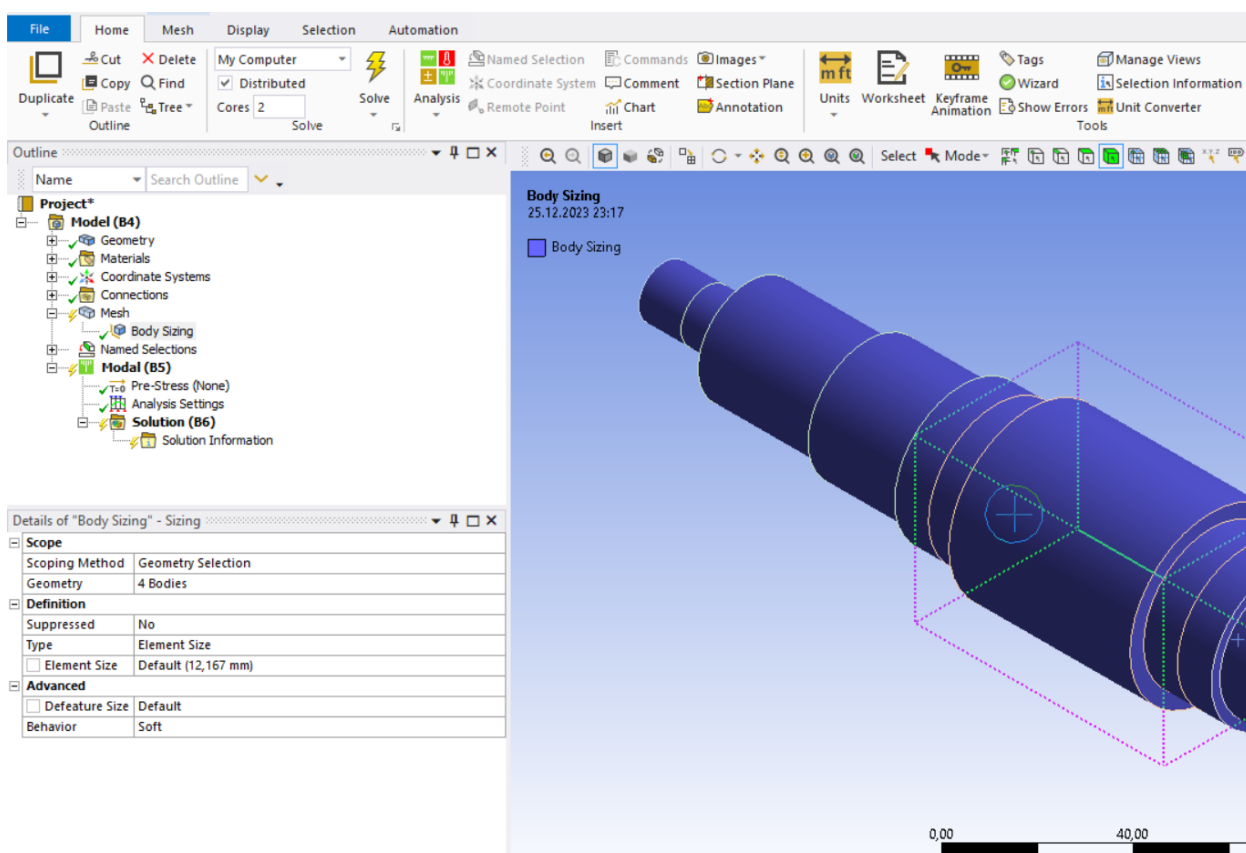 File Home Mesh Display Selection Automation
Duplicate
Cut
Copy
Paste
Delete
Find
Tree
Outline
My Computer
Distributed
Cores 2
Solve
Solve
Analysis
Named Selection
Coordinate System
Remote Point
Commands
Comment
Chart
Images
Section Plane
Annotation
Insert
Units
Worksheet
Keyframe
Animation
Tags
Wizard
Show Errors
Manage Views
Selection Information
Unit Converter
Tools
Outline
Name Search Outline
Select Mode
Project*
Model (B4)
Geometry
Materials
Coordinate Systems
Connections
Mesh
Body Sizing
Named Selections
Modal (B5)
Pre-Stress (None)
Analysis Settings
Solution (B6)
Solution Information
Details of "Body Sizing" - Sizing
Scope
Scoping Method Geometry Selection
Geometry 4 Bodies
Definition
Suppressed No
Type Element Size
Element Size Default (12,167 mm)
Advanced
Defeature Size Default
Behavior Soft
Body Sizing
25.12.2023 23:17
Body Sizing
0,00 40,00